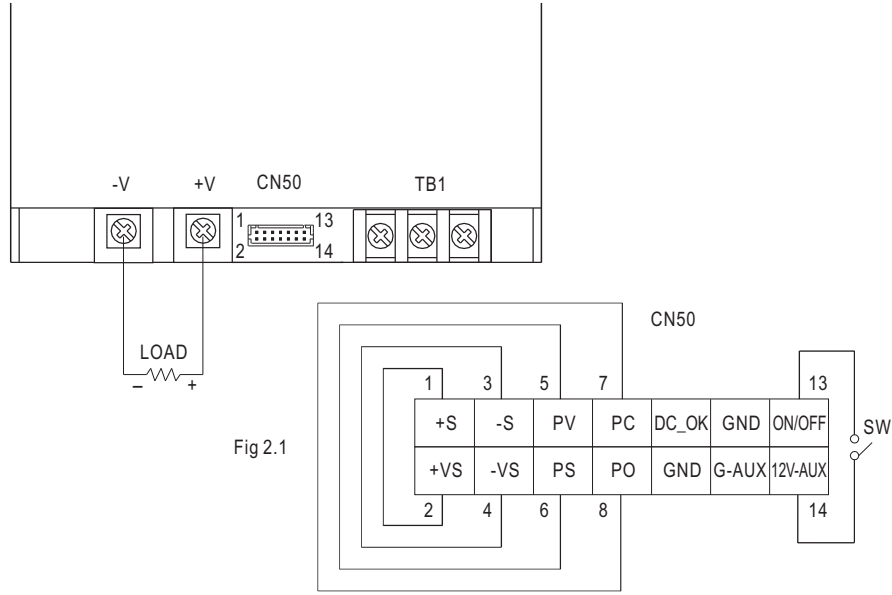 -V +V CN50 TB1
1 13
2 14
LOAD
– +
CN50
1 3 5 7 13
+S -S PV PC DC_OK GND ON/OFF
SW
Fig 2.1
+VS -VS PS PO GND G-AUX 12V-AUX
2 4 6 8 14